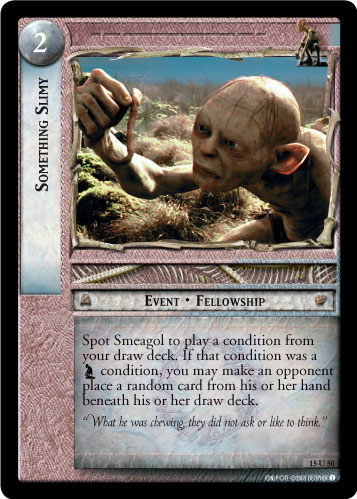 2
SOMETHING SLIMY
EVENT • FELLOWSHIP
Spot Smeagol to play a condition from
your draw deck. If that condition was a
condition, you may make an opponent
place a random card from his or her hand
beneath his or her draw deck.
“What he was chewing, they did not ask or like to think.”
15 U 50